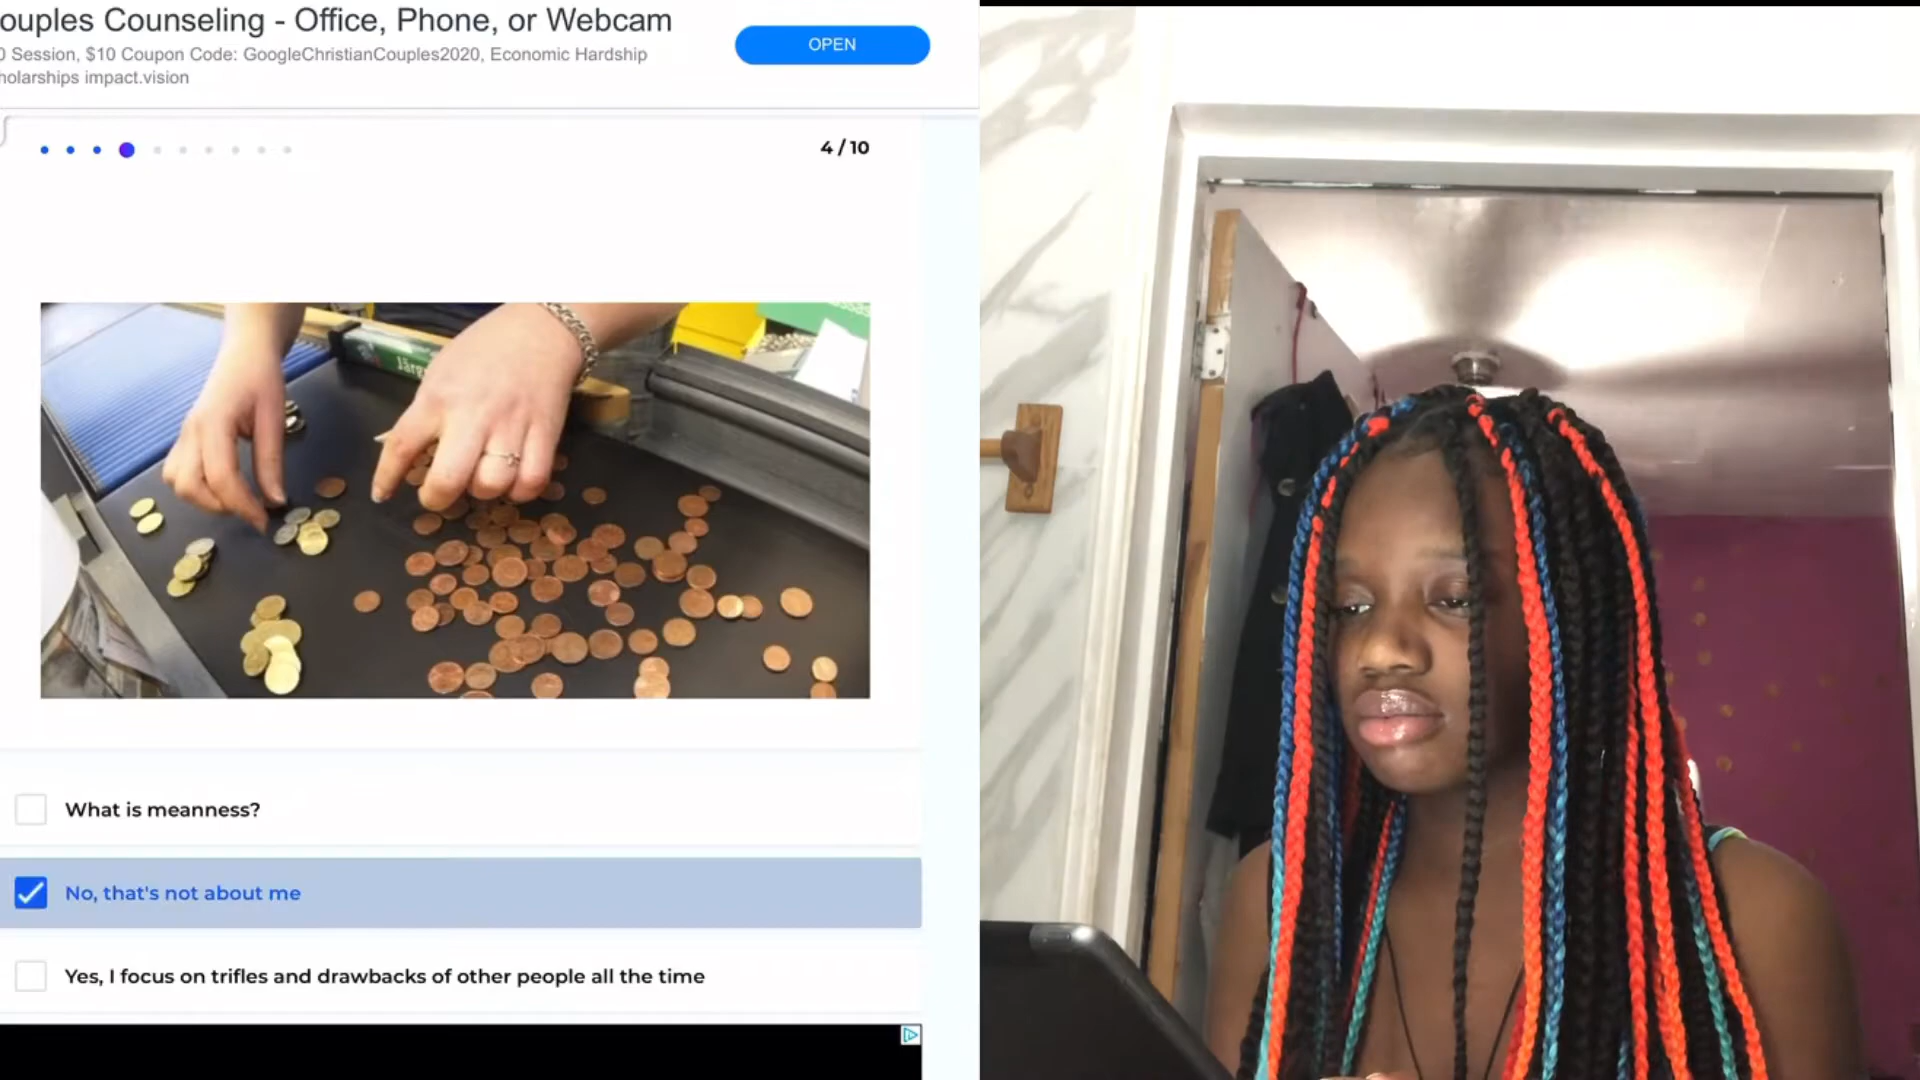 ouples Counseling - Office, Phone, or Webcam
OPEN
0 Session, $10 Coupon Code: GoogleChristianCouples2020, Economic Hardship
holarships impact.vision
4 / 10
What is meanness?
No, that's not about me
Yes, I focus on trifles and drawbacks of other people all the time